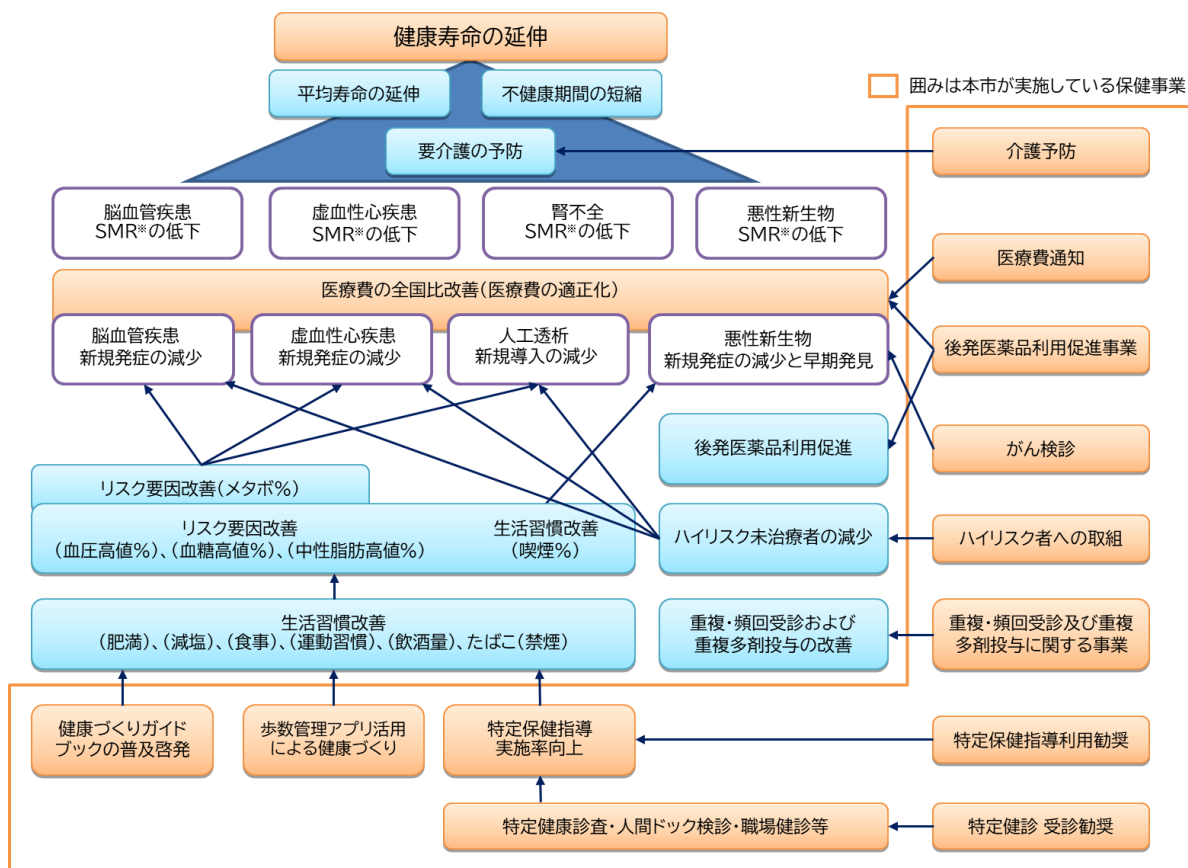 健康寿命の延伸
平均寿命の延伸
不健康期間の短縮
囲みは本市が実施している保健事業
要介護の予防
介護予防
脳血管疾患
SMR※の低下
虚血性心疾患
SMR※の低下
腎不全
SMR※の低下
悪性新生物
SMR※の低下
医療費通知
医療費の全国比改善(医療費の適正化)
脳血管疾患
新規発症の減少
虚血性心疾患
新規発症の減少
人工透析
新規導入の減少
悪性新生物
新規発症の減少と早期発見
後発医薬品利用促進事業
後発医薬品利用促進
がん検診
リスク要因改善(メタボ%)
リスク要因改善
(血圧高値%)、(血糖高値%)、(中性脂肪高値%)
生活習慣改善
(喫煙%)
ハイリスク未治療者の減少
ハイリスク者への取組
生活習慣改善
(肥満)、(減塩)、(食事)、(運動習慣)、(飲酒量)、たばこ(禁煙)
重複・頻回受診および
重複多剤投与の改善
重複・頻回受診及び重複
多剤投与に関する事業
健康づくりガイド
ブックの普及啓発
歩数管理アプリ活用
による健康づくり
特定保健指導
実施率向上
特定保健指導利用勧奨
特定健康診査・人間ドック検診・職場健診等
特定健診 受診勧奨